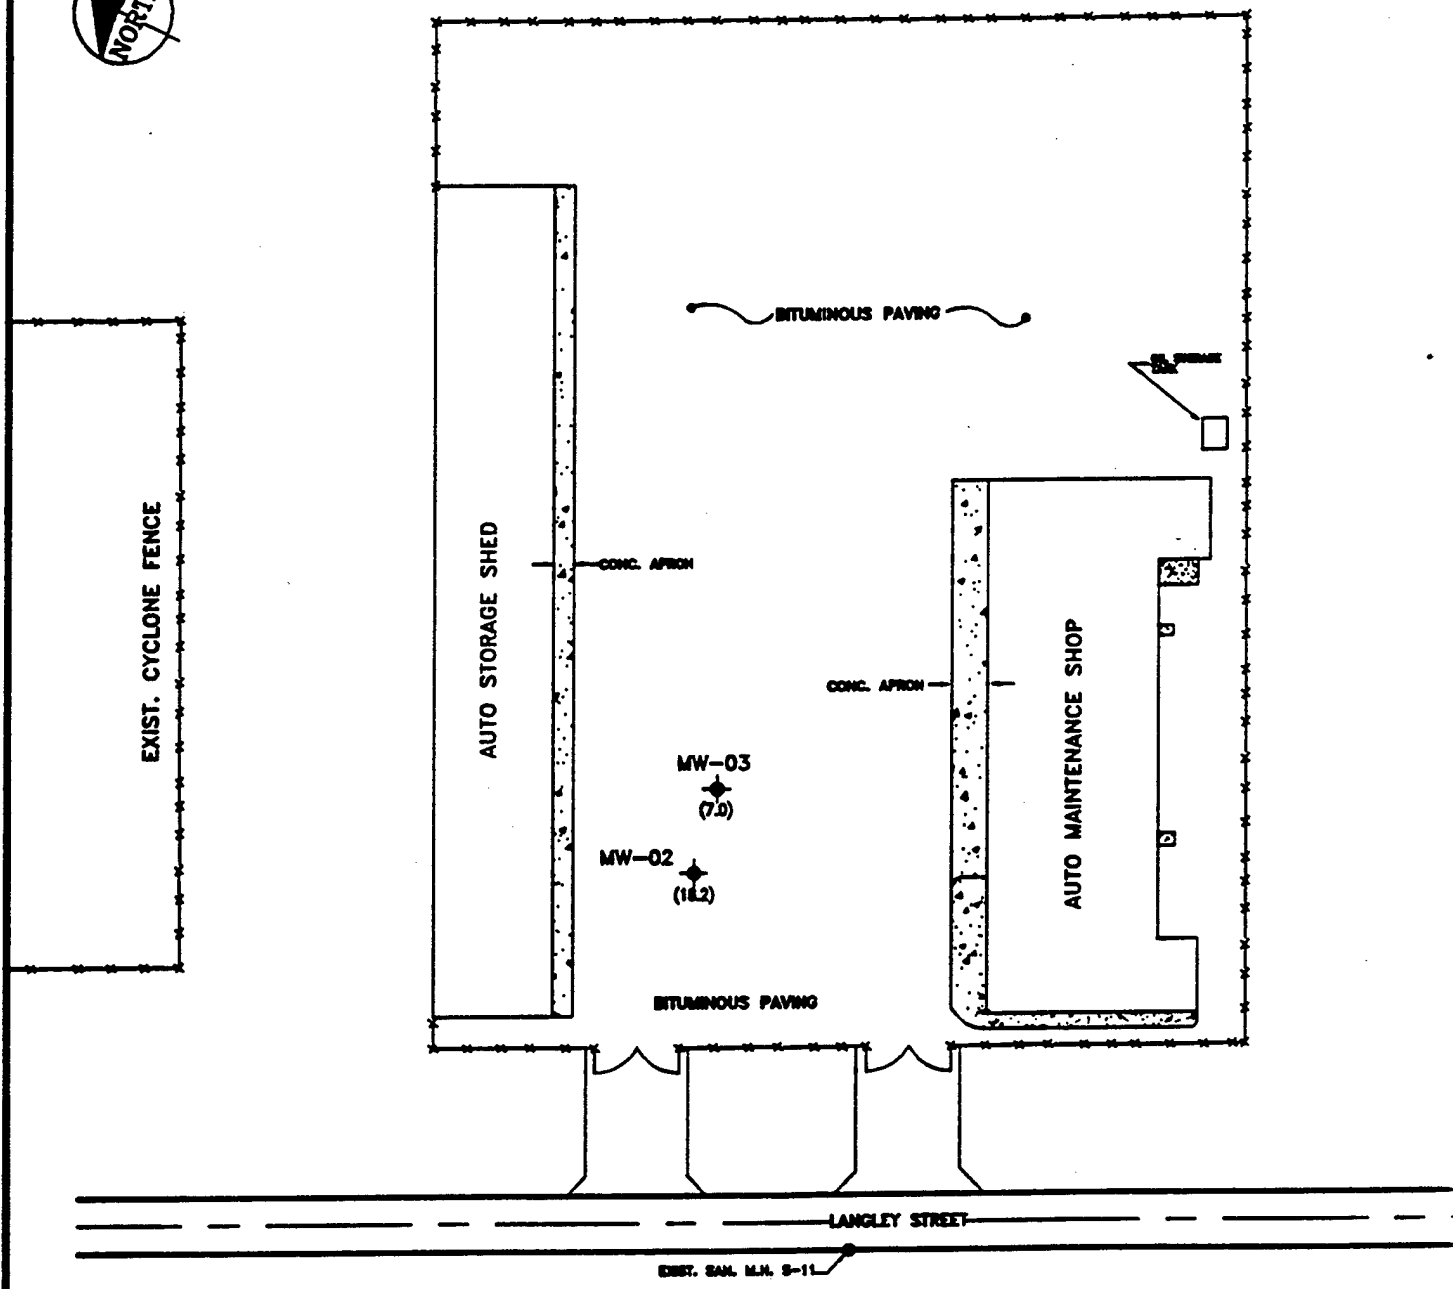 BITUMINOUS PAVING
EXIST. CYCLONE FENCE
AUTO STORAGE SHED
CONC. APRON
CONC. APRON
AUTO MAINTENANCE SHOP
MW-03
(7.0)
MW-02
BITUMINOUS PAVING
LANGLEY STREET
EXIST. SAN. M.H. S-11